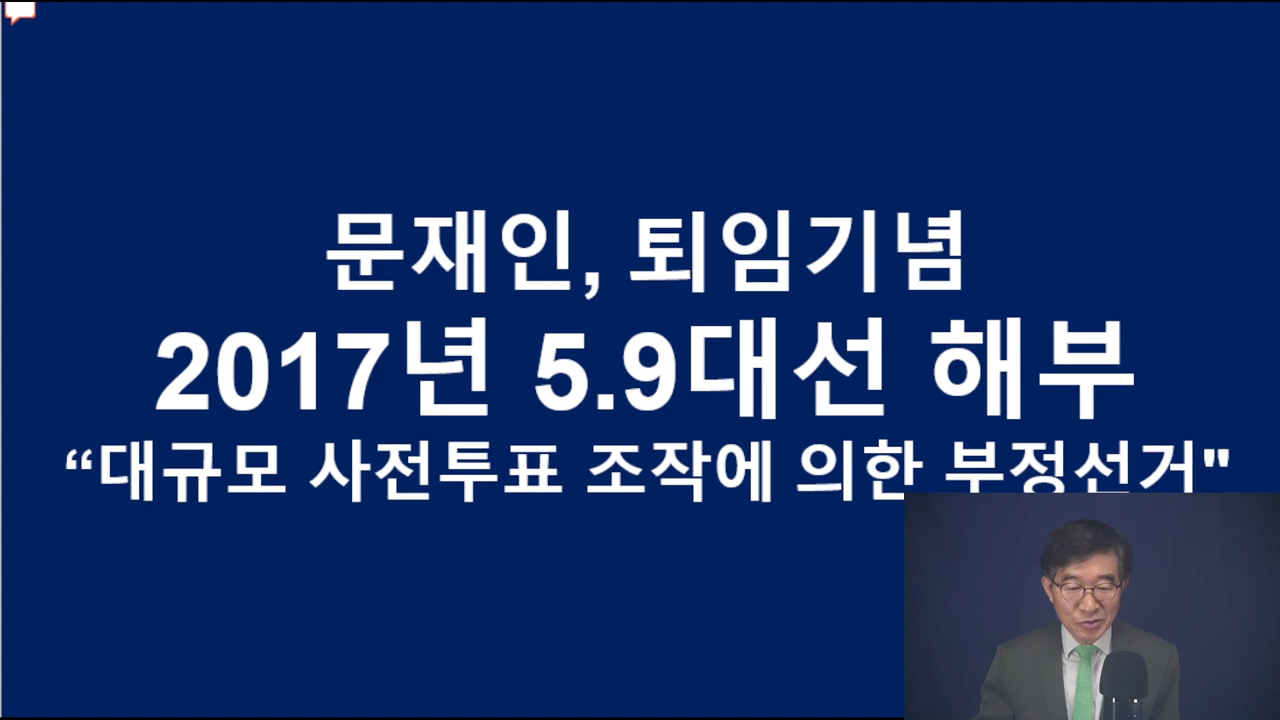 문재인, 퇴임기념
2017년 5.9대선 해부
“대규모 사전투표 조작에 의한 부정선거"